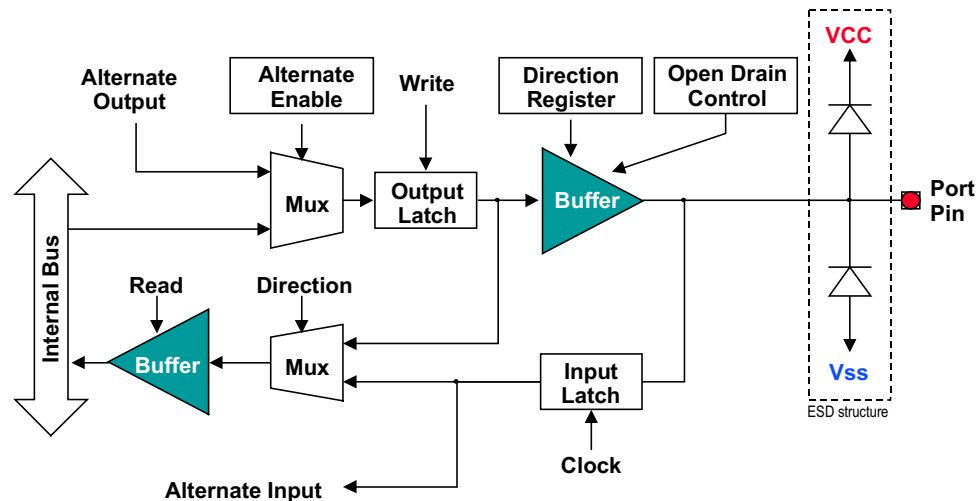 VCC
Alternate
Output
Alternate
Enable
Write
Direction
Register
Open Drain
Control
Mux
Output
Latch
Buffer
Port
Pin
Internal Bus
Read
Direction
Buffer
Mux
Input
Latch
Vss
ESD structure
Clock
Alternate Input